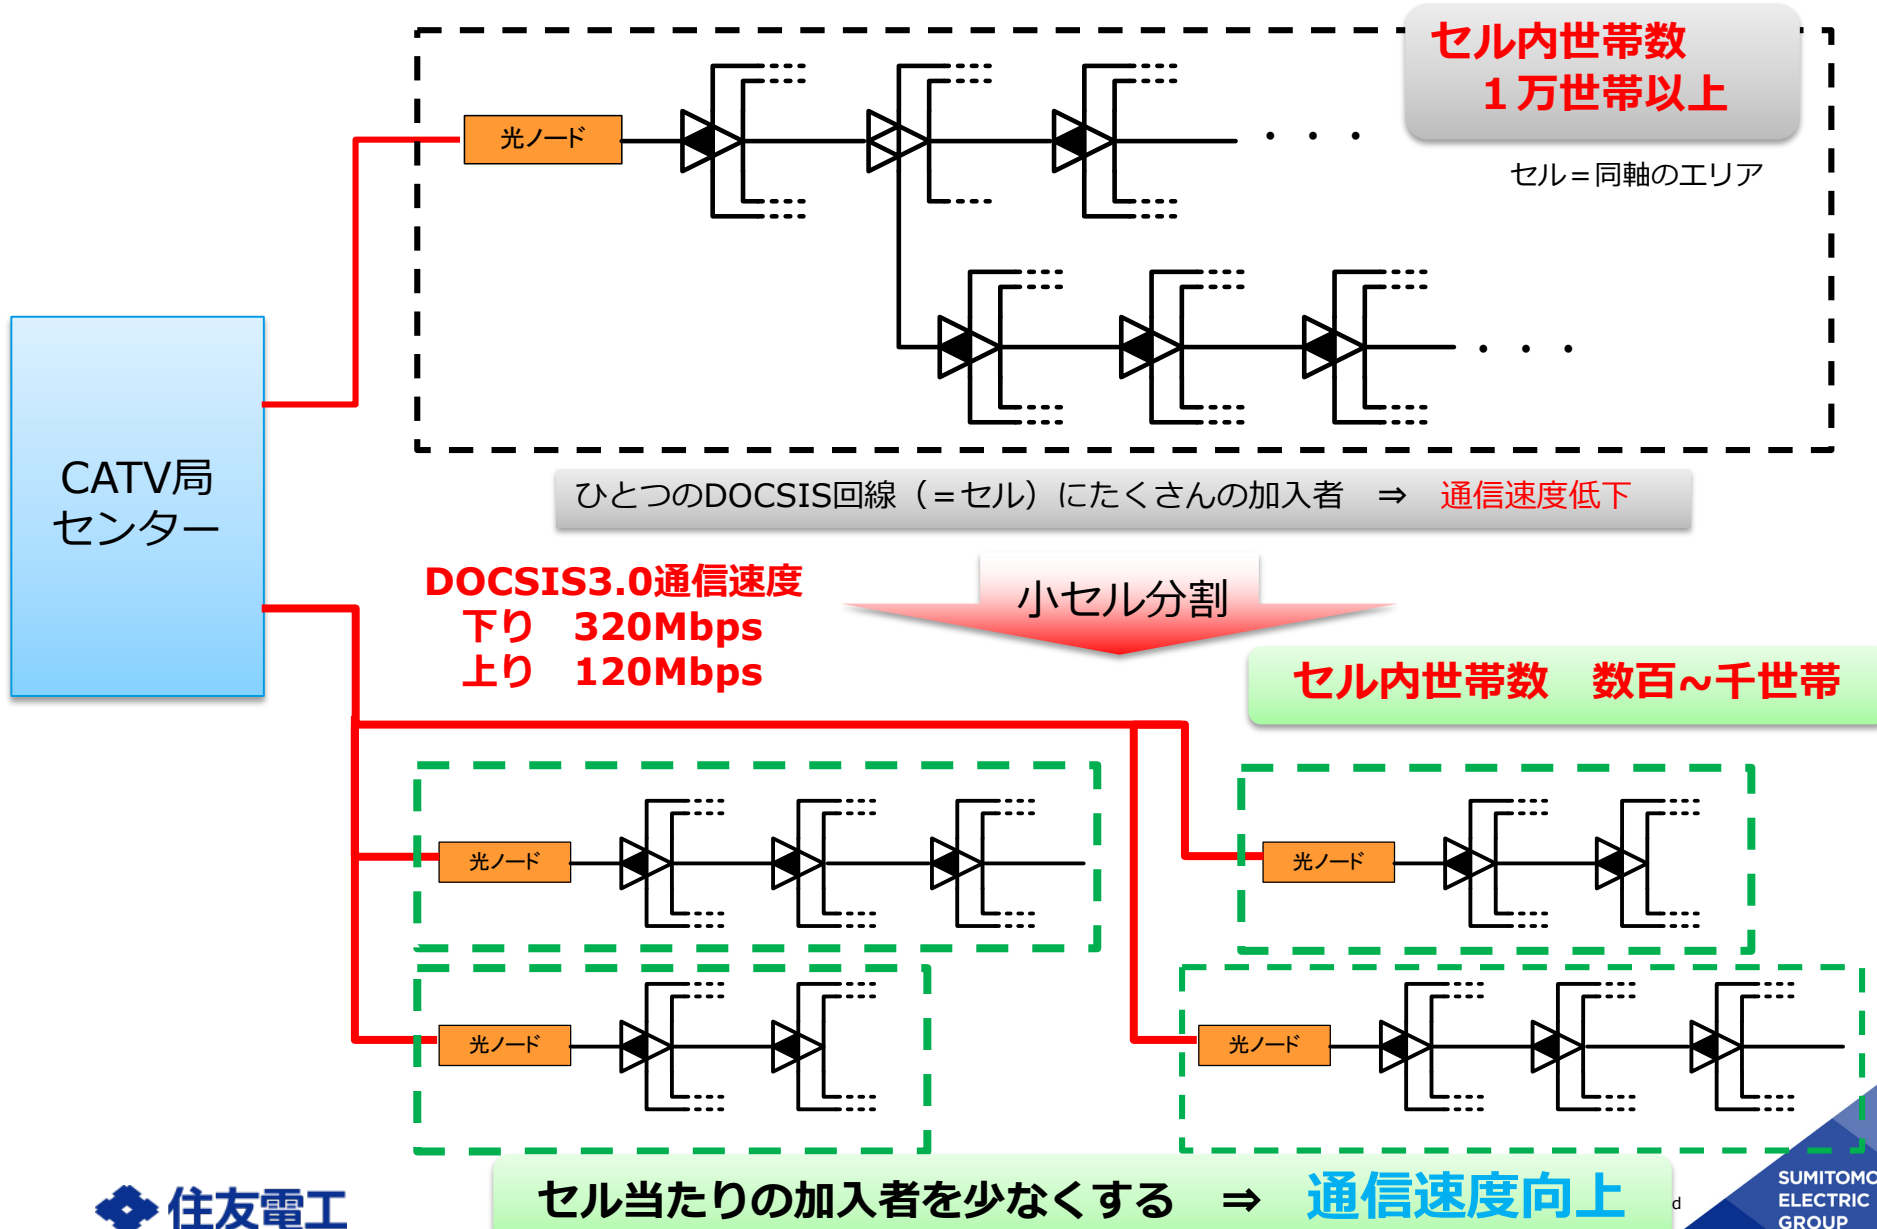 セル内世帯数
1万世帯以上
光ノード
・・・
セル=同軸のエリア
・・・
CATV局
センター
ひとつのDOCSIS回線（=セル）にたくさんの加入者　⇒　通信速度低下
DOCSIS3.0通信速度
下り　320Mbps
上り　120Mbps
小セル分割
セル内世帯数　数百~千世帯
光ノード
光ノード
光ノード
光ノード
セル当たりの加入者を少なくする　⇒　通信速度向上
住友電工
d
SUMITOMO
ELECTRIC
GROUP